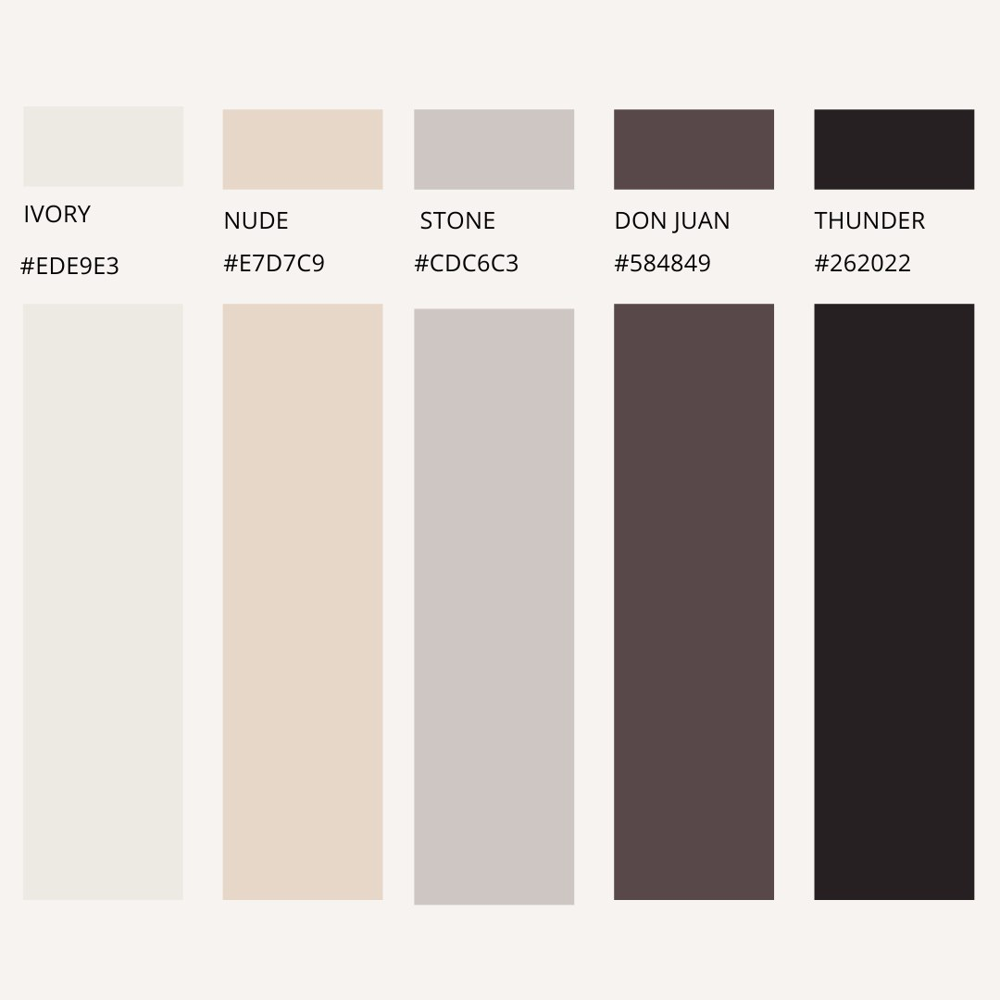 IVORY
#EDE9E3
NUDE
#E7D7C9
STONE
#CDC6C3
DON JUAN
#584849
THUNDER
#262022